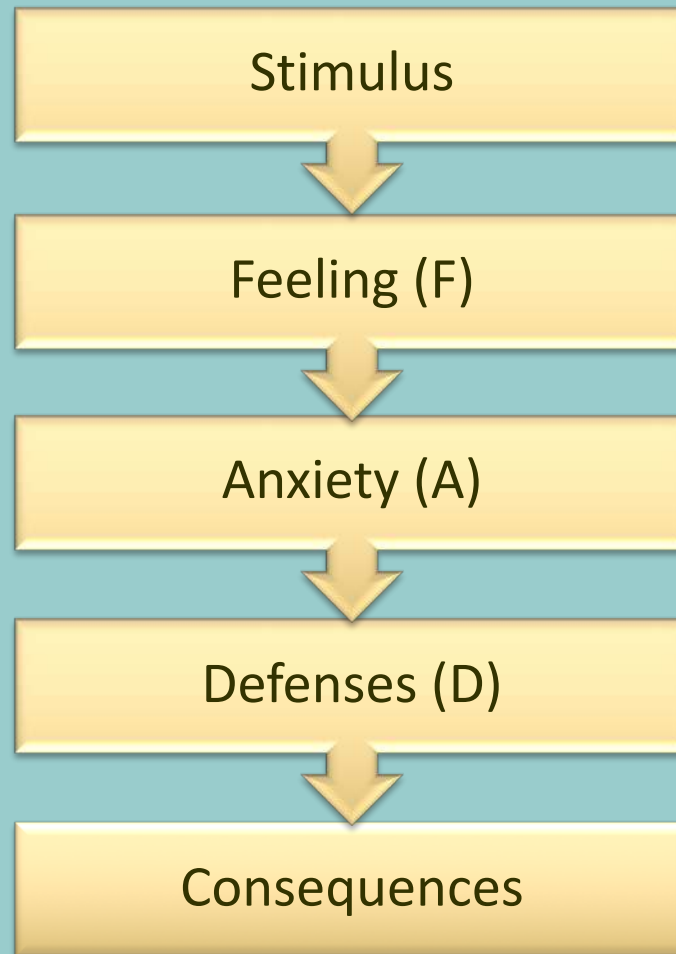 Stimulus
Feeling (F)
Anxiety (A)
Defenses (D)
Consequences